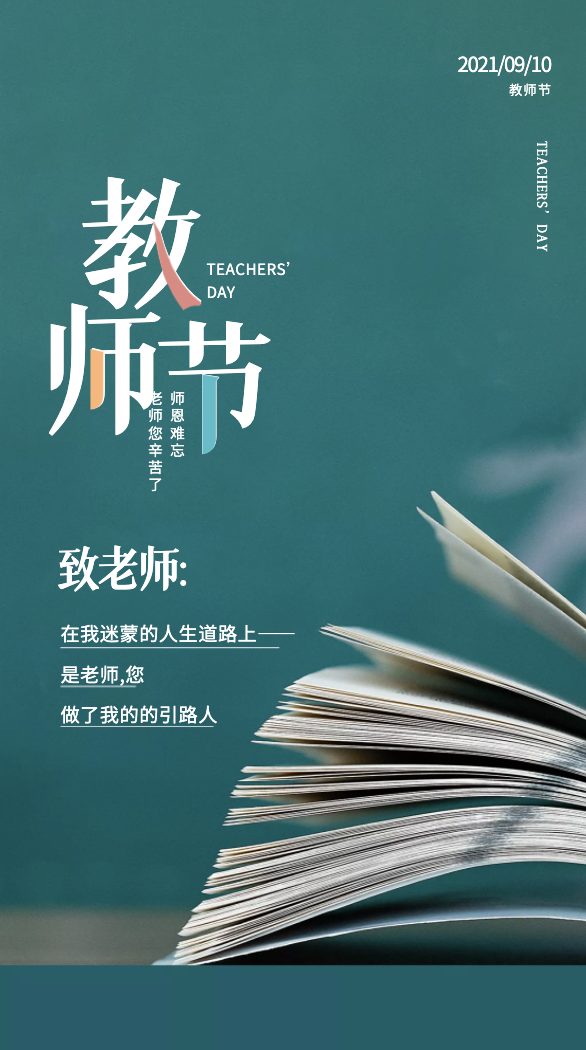 2021/09/10
教师节
TEACHERS' DAY
教
师节
TEACHERS’
DAY
师恩难忘
老师您辛苦了
致老师:
在我迷蒙的人生道路上——
是老师,您
做了我的的引路人